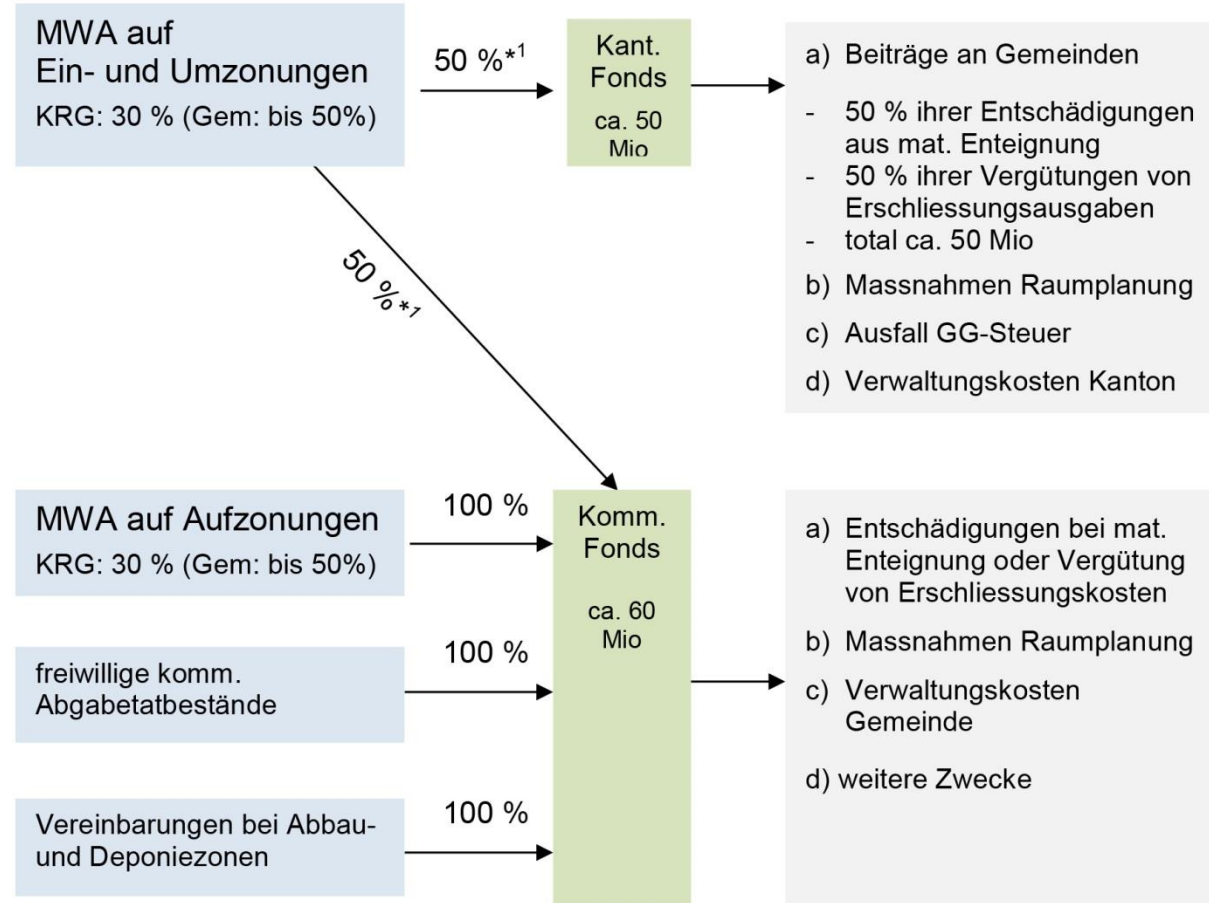 MWA auf
Ein- und Umzonungen
KRG: 30 % (Gem: bis 50%)
50 %*1
Kant.
Fonds
ca. 50
Mio
a) Beiträge an Gemeinden
- 50 % ihrer Entschädigungen
aus mat. Enteignung
- 50 % ihrer Vergütungen von
Erschliessungsausgaben
- total ca. 50 Mio
b) Massnahmen Raumplanung
c) Ausfall GG-Steuer
d) Verwaltungskosten Kanton
50 %*1
MWA auf Aufzonungen
KRG: 30 % (Gem: bis 50%)
100 %
freiwillige komm.
Abgabetatbestände
100 %
Vereinbarungen bei Abbau-
und Deponiezonen
100 %
Komm.
Fonds
ca. 60
Mio
a) Entschädigungen bei mat.
Enteignung oder Vergütung
von Erschliessungskosten
b) Massnahmen Raumplanung
c) Verwaltungskosten
Gemeinde
d) weitere Zwecke